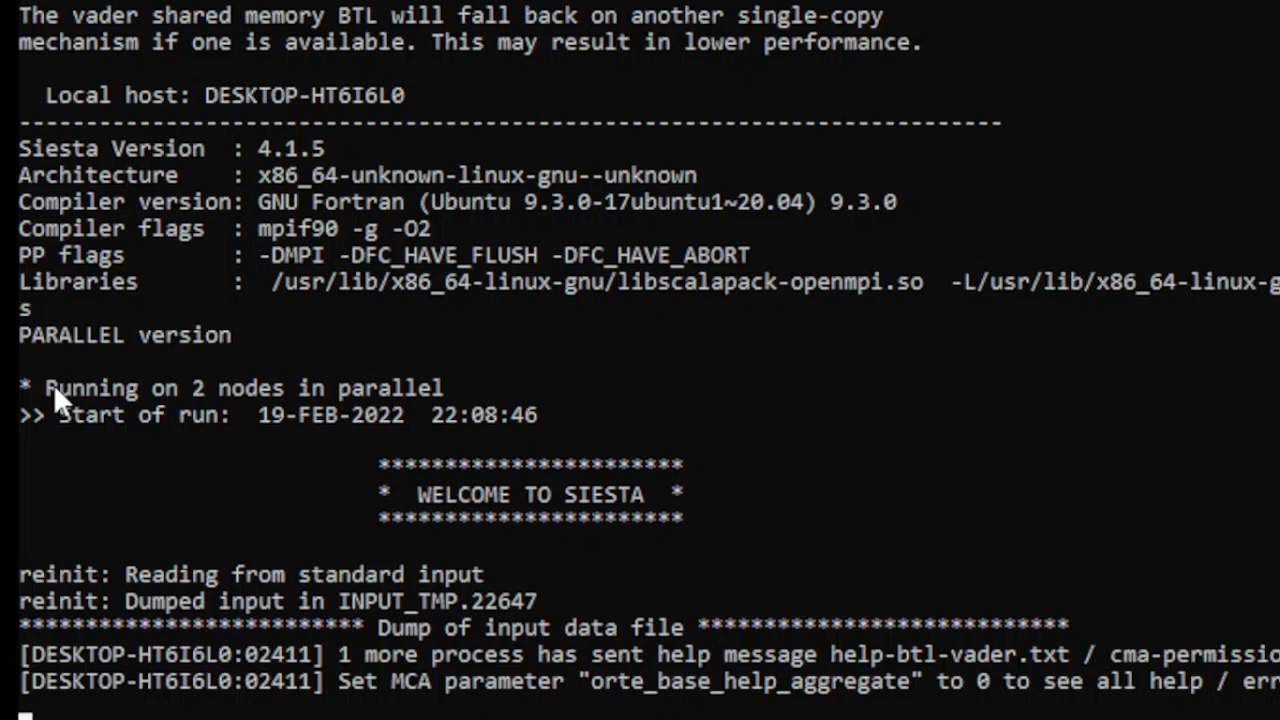 The vader shared memory BTL will fall back on another single-copy
mechanism if one is available. This may result in lower performance.
  Local host: DESKTOP-HT6I6L0
--------------------------------------------------------------------------
Siesta Version  : 4.1.5
Architecture    : x86_64-unknown-linux-gnu--unknown
Compiler version: GNU Fortran (Ubuntu 9.3.0-17ubuntu1~20.04) 9.3.0
Compiler flags  : mpif90 -g -O2
PP flags        : -DMPI -DFC_HAVE_FLUSH -DFC_HAVE_ABORT
Libraries       :  /usr/lib/x86_64-linux-gnu/libscalapack-openmpi.so  -L/usr/lib/x86_64-linux-g
s
PARALLEL version
* Running on 2 nodes in parallel
>> Start of run:  19-FEB-2022  22:08:46
***********************
*  WELCOME TO SIESTA  *
***********************
reinit: Reading from standard input
reinit: Dumped input in INPUT_TMP.22647
************************** Dump of input data file ****************************
[DESKTOP-HT6I6L0:02411] 1 more process has sent help message help-btl-vader.txt / cma-permissio
[DESKTOP-HT6I6L0:02411] Set MCA parameter "orte_base_help_aggregate" to 0 to see all help / err